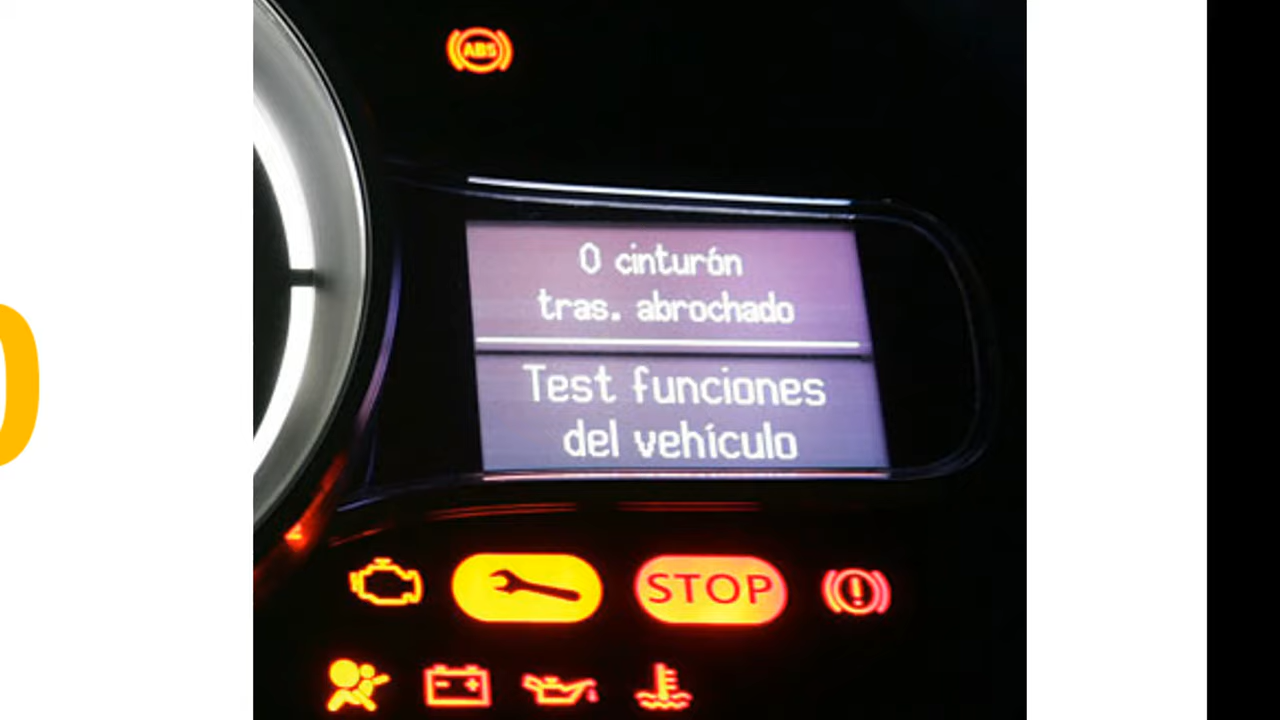 ABS
0 cinturón
tras. abrochado
Test funciones
del vehículo
STOP